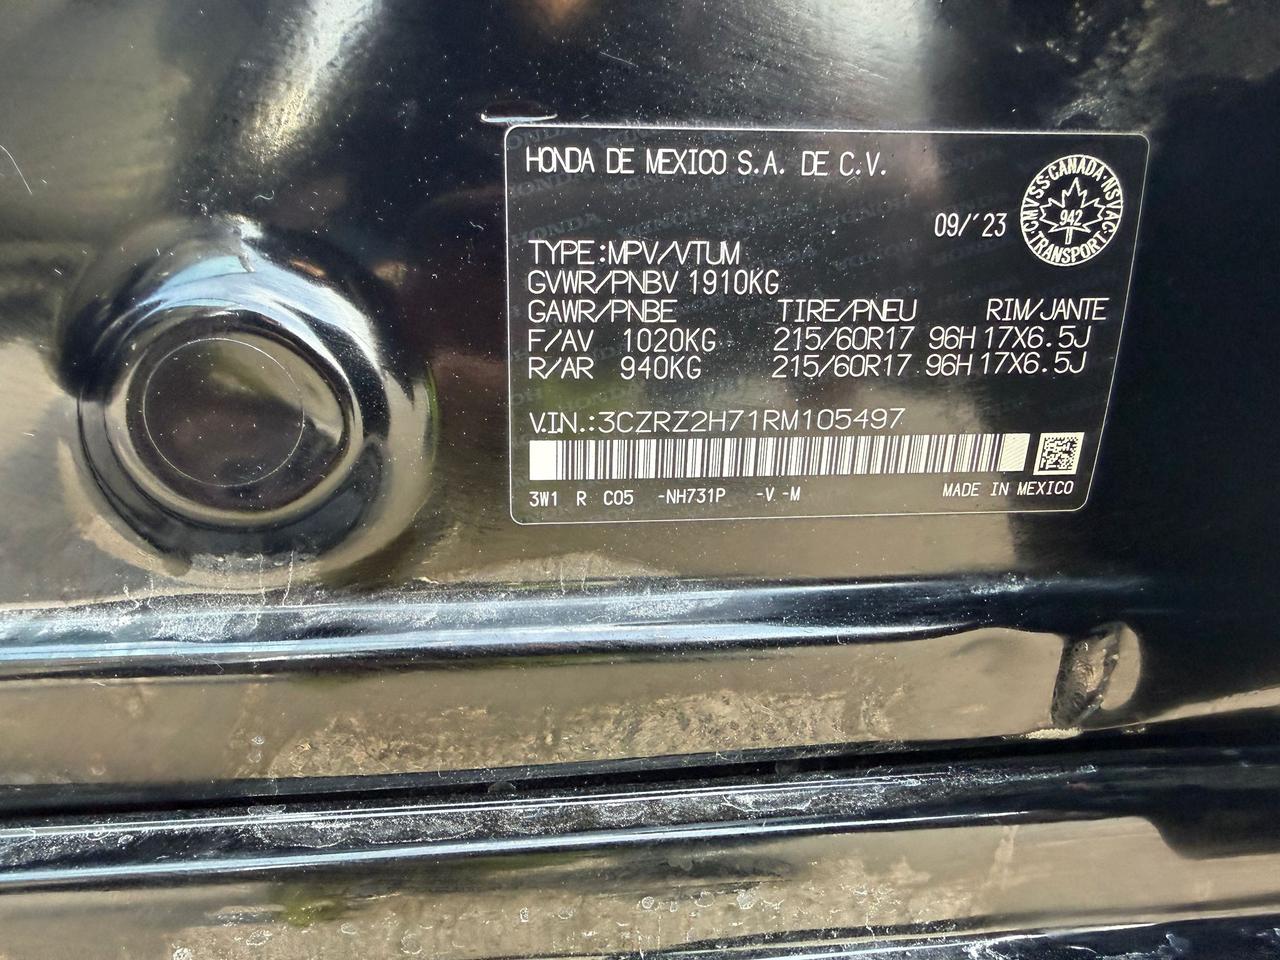 HONDA DE MEXICO S.A. DE C.V.
09/'23
CMVSS·CANADA·NSVAC
942
TRANSPORT
TYPE:MPV/VTUM
GVWR/PNBV 1910KG
GAWR/PNBE TIRE/PNEU RIM/JANTE
F/AV 1020KG 215/60R17 96H 17X6.5J
R/AR 940KG 215/60R17 96H 17X6.5J
V.I.N.:3CZRZ2H71RM105497
3W1 R C05 -NH731P -V -M
MADE IN MEXICO